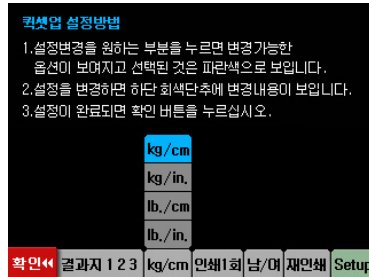 퀵셋업 설정방법
1.설정변경을 원하는 부분을 누르면 변경가능한
옵션이 보여지고 선택된 것은 파란색으로 보입니다.
2.설정을 변경하면 하단 회색단추에 변경내용이 보입니다.
3.설정이 완료되면 확인 버튼을 누르십시오.
kg/cm
kg/in.
lb./cm
lb./in.
확인◀◀ 결과지 1 2 3 kg/cm 인쇄1회 남/여 재인쇄 Setup